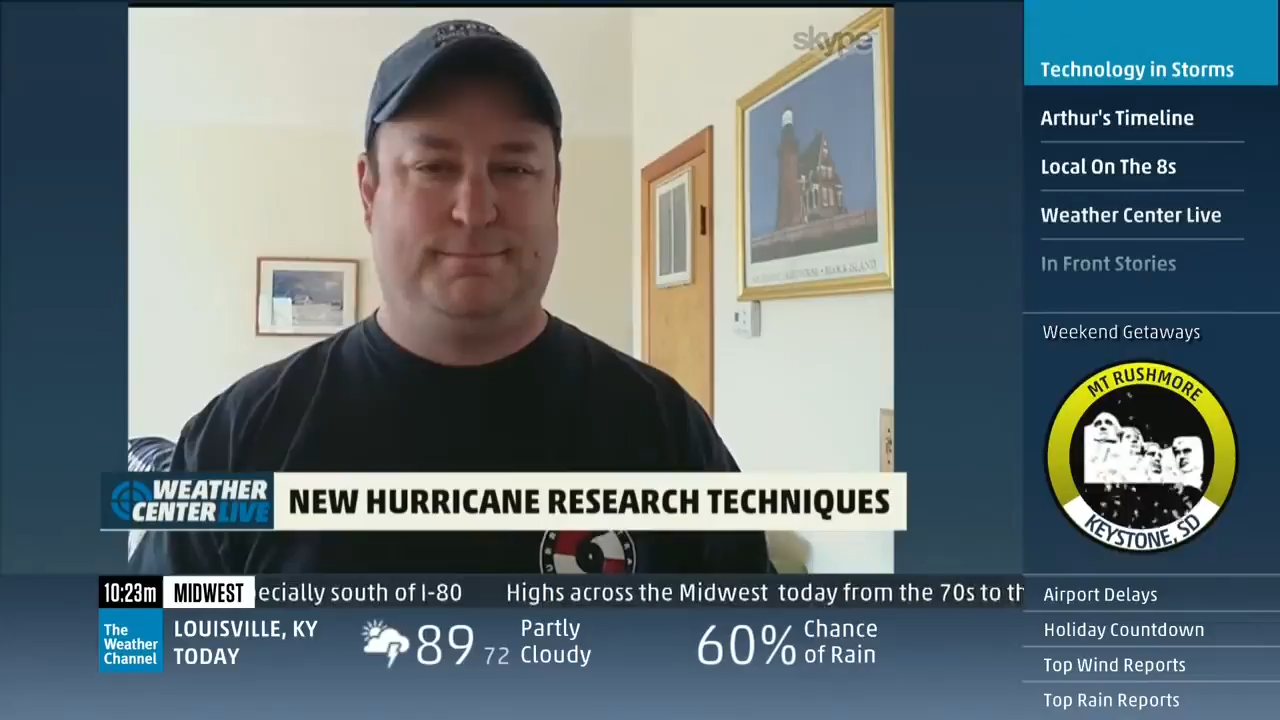 skype
BLOCK ISLAND
WEATHER
CENTER LIVE
NEW HURRICANE RESEARCH TECHNIQUES
10:23m
MIDWEST
ecially south of I-80 Highs across the Midwest today from the 70s to th
The
Weather
Channel
LOUISVILLE, KY
TODAY
89
72
Partly
Cloudy
60%
Chance
of Rain
Technology in Storms
Arthur's Timeline
Local On The 8s
Weather Center Live
In Front Stories
Weekend Getaways
MT RUSHMORE
KEYSTONE, SD
Airport Delays
Holiday Countdown
Top Wind Reports
Top Rain Reports